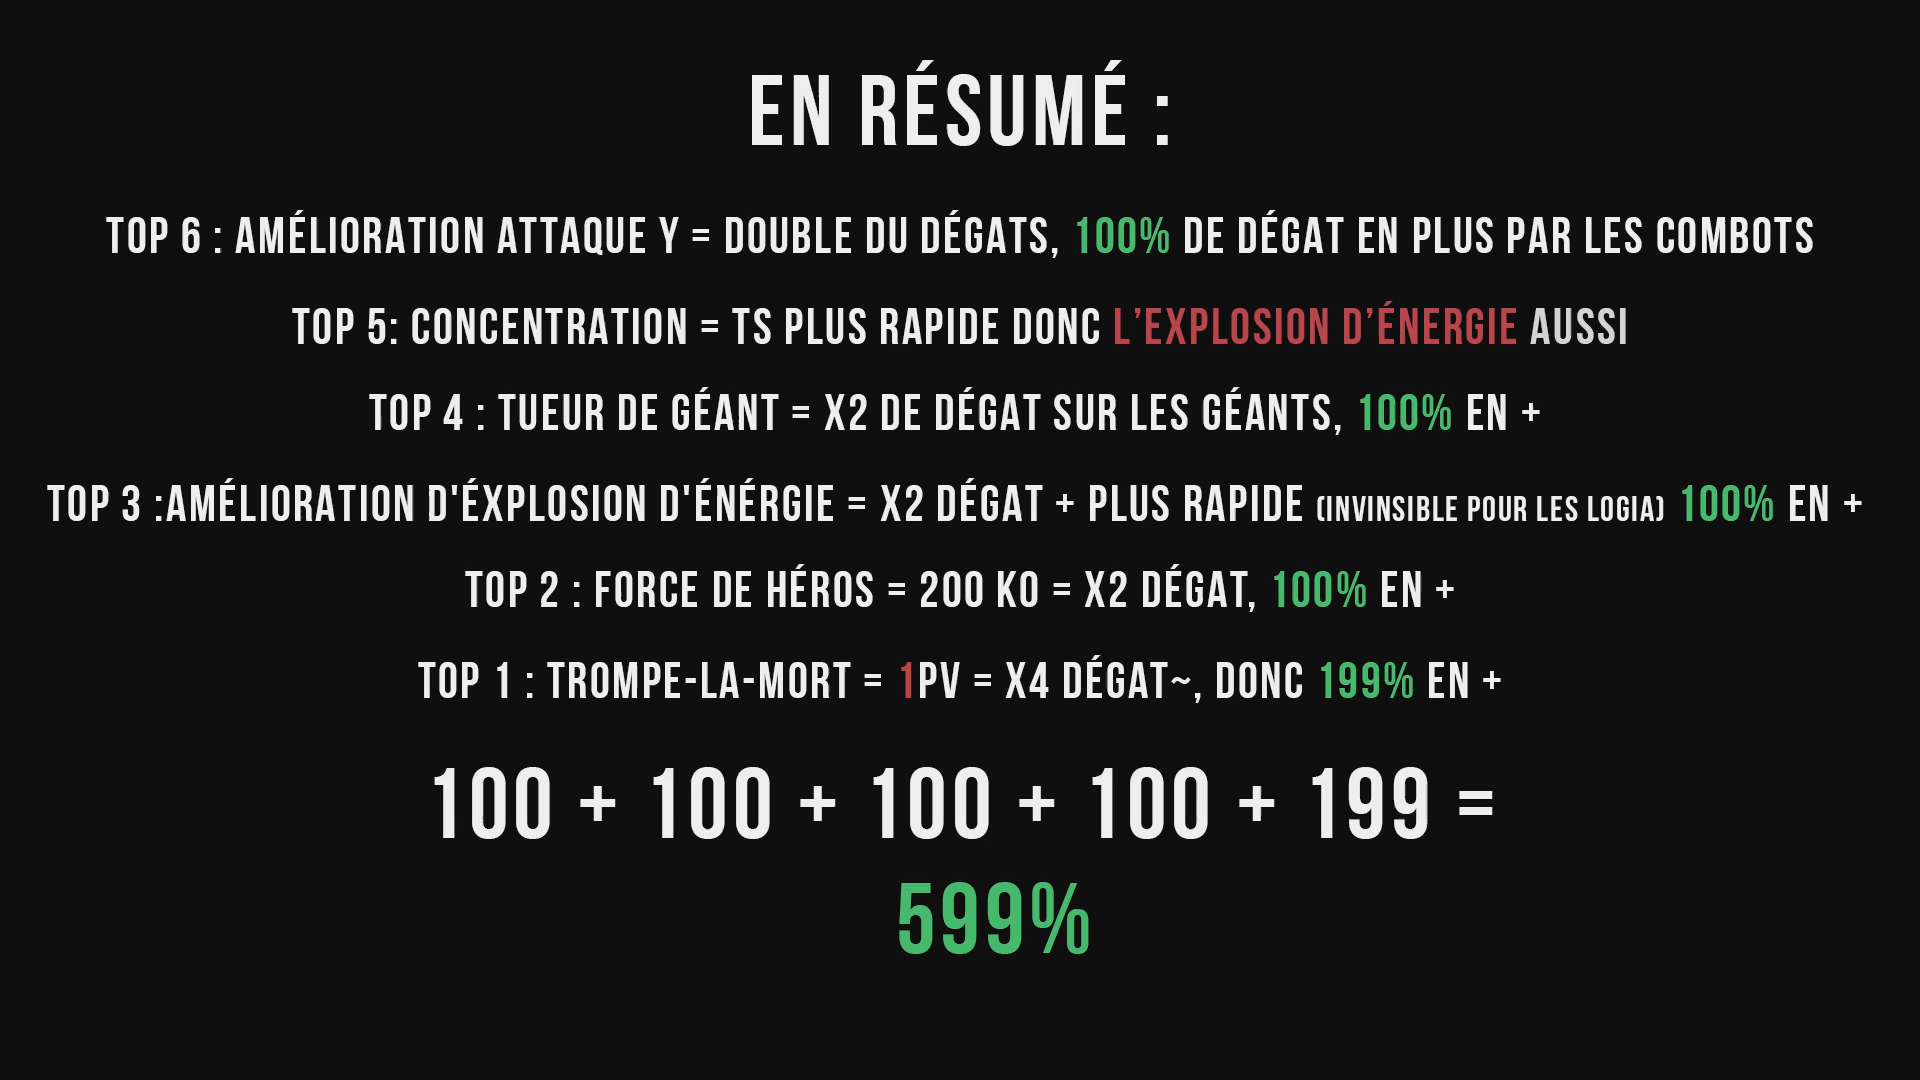 EN RÉSUMÉ :
TOP 6 : AMÉLIORATION ATTAQUE Y = DOUBLE DU DÉGATS, 100% DE DÉGAT EN PLUS PAR LES COMBOTS
TOP 5: CONCENTRATION = TS PLUS RAPIDE DONC L’EXPLOSION D’ÉNERGIE AUSSI
TOP 4 : TUEUR DE GÉANT = X2 DE DÉGAT SUR LES GÉANTS, 100% EN +
TOP 3 :AMÉLIORATION D'ÉXPLOSION D'ÉNÉRGIE = X2 DÉGAT + PLUS RAPIDE (INVINSIBLE POUR LES LOGIA) 100% EN +
TOP 2 : FORCE DE HÉROS = 200 KO = X2 DÉGAT, 100% EN +
TOP 1 : TROMPE-LA-MORT = 1PV = X4 DÉGAT~, DONC 199% EN +
100 + 100 + 100 + 100 + 199 =
599%